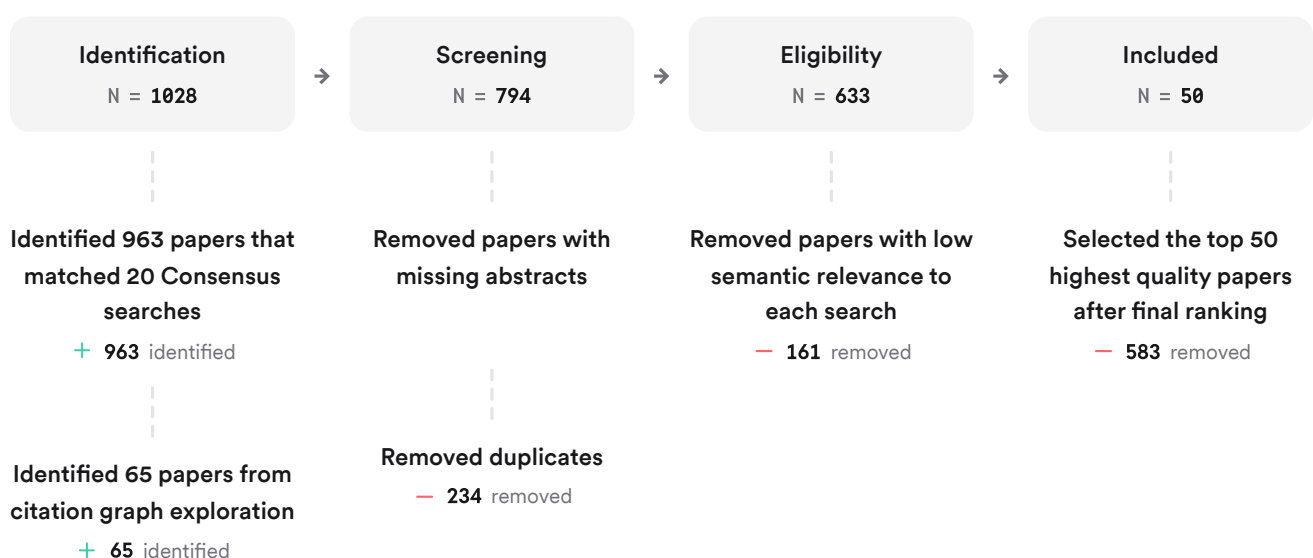 Identification
N = 1028
Screening
N = 794
Eligibility
N = 633
Included
N = 50
Identified 963 papers that
matched 20 Consensus
searches
+ 963 identified
Identified 65 papers from
citation graph exploration
+ 65 identified
Removed papers with
missing abstracts
Removed duplicates
− 234 removed
Removed papers with low
semantic relevance to
each search
− 161 removed
Selected the top 50
highest quality papers
after final ranking
− 583 removed